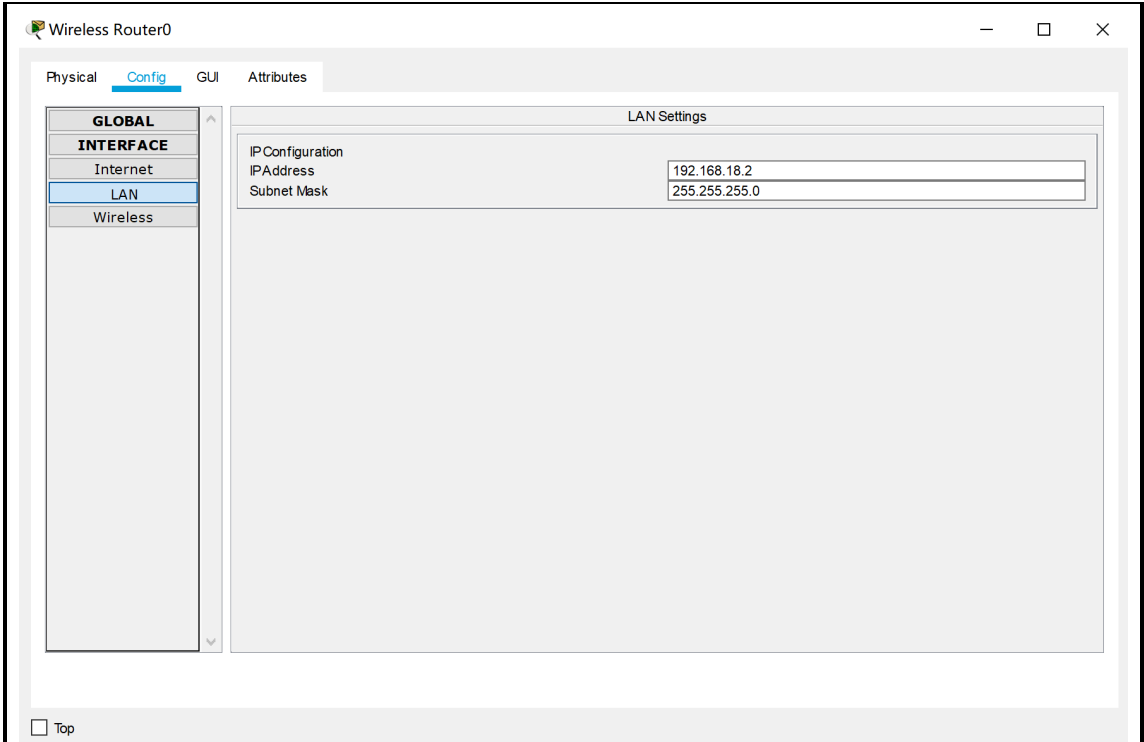 Wireless Router0
Physical Config GUI Attributes
GLOBAL
INTERFACE
Internet
LAN
Wireless
LAN Settings
IP Configuration
IP Address 192.168.18.2
Subnet Mask 255.255.255.0
Top